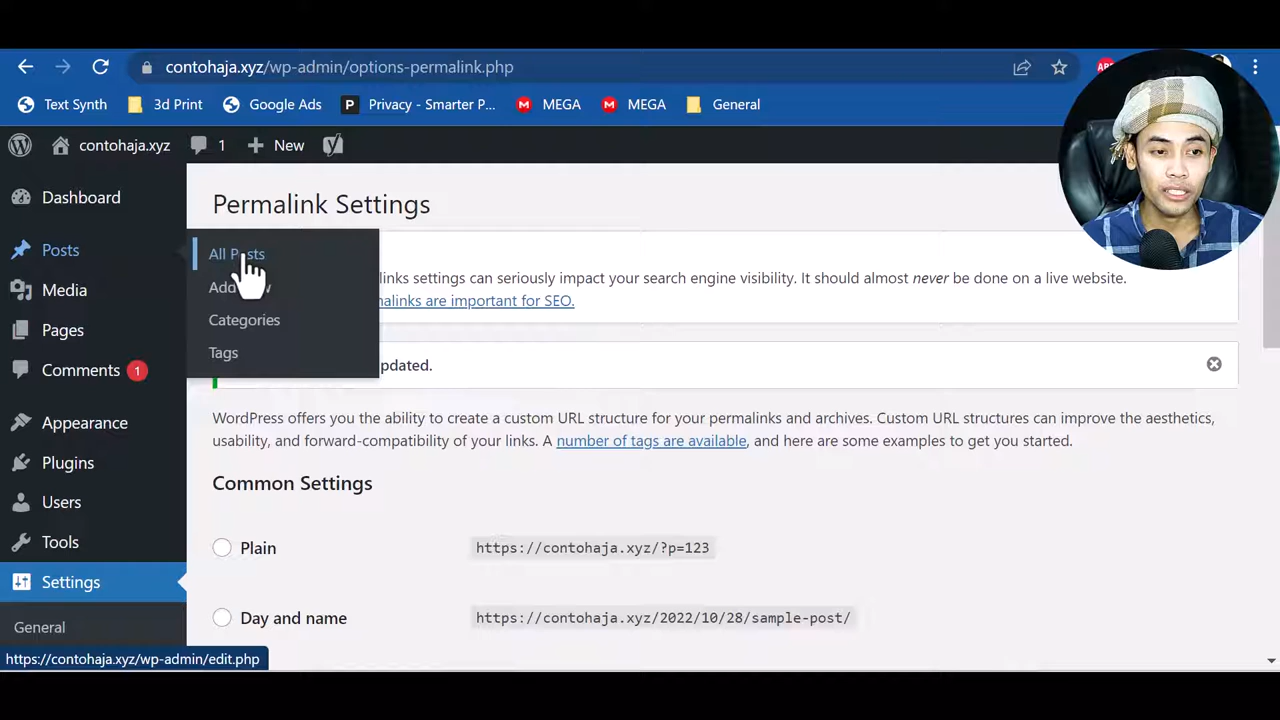 contohaja.xyz/wp-admin/options-permalink.php
Text Synth
3d Print
Google Ads
P
Privacy - Smarter P...
MEGA
MEGA
General
contohaja.xyz
1
New
Dashboard
Permalink Settings
Posts
All Posts
links settings can seriously impact your search engine visibility. It should almost never be done on a live website.
Media
malinks are important for SEO.
Categories
Pages
Tags
Comments 1
pdated.
WordPress offers you the ability to create a custom URL structure for your permalinks and archives. Custom URL structures can improve the aesthetics,
Appearance
usability, and forward-compatibility of your links. A number of tags are available, and here are some examples to get you started.
Plugins
Common Settings
Users
Tools
Plain
https://contohaja.xyz/?p=123
Settings
Day and name
https://contohaja.xyz/2022/10/28/sample-post/
General
https://contohaja.xyz/wp-admin/edit.php